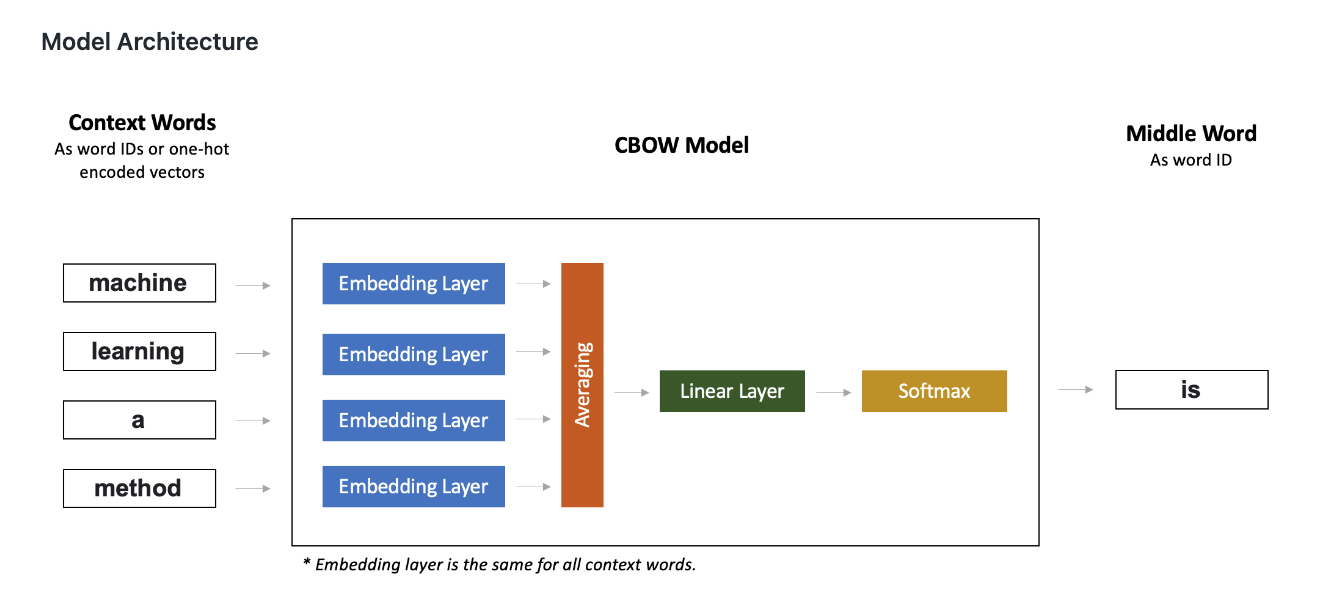 Model Architecture
Context Words
As word IDs or one-hot
encoded vectors
CBOW Model
Middle Word
As word ID
machine
learning
a
method
Embedding Layer
Embedding Layer
Embedding Layer
Embedding Layer
Averaging
Linear Layer
Softmax
is
* Embedding layer is the same for all context words.